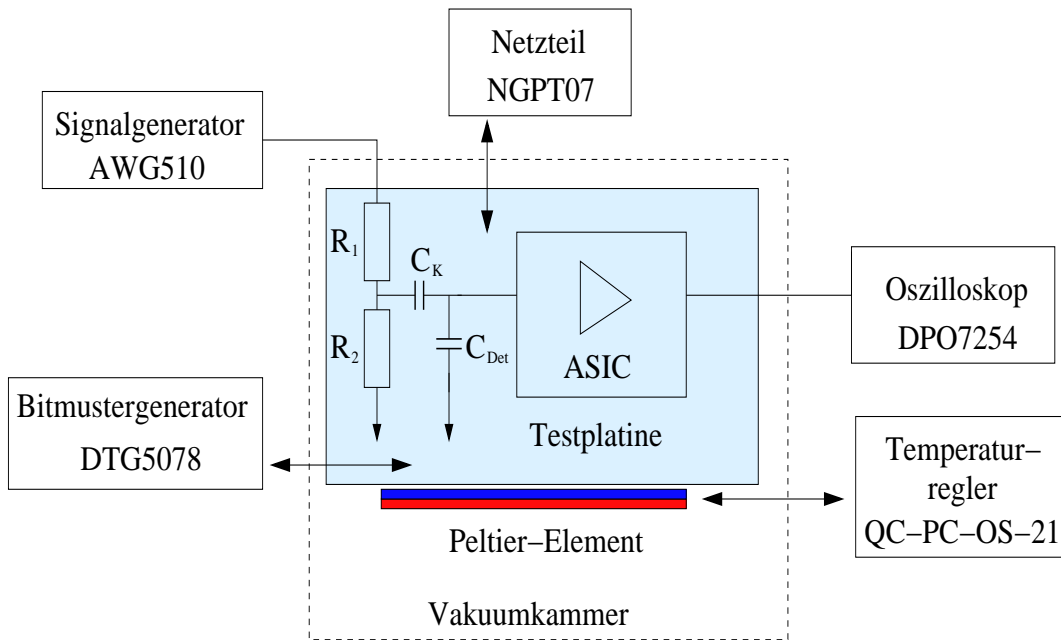 Netzteil
NGPT07
Signalgenerator
AWG510
R1
CK
R2
CDet
ASIC
Testplatine
Oszilloskop
DPO7254
Bitmustergenerator
DTG5078
Temperatur–
regler
QC–PC–OS–21
Peltier–Element
Vakuumkammer